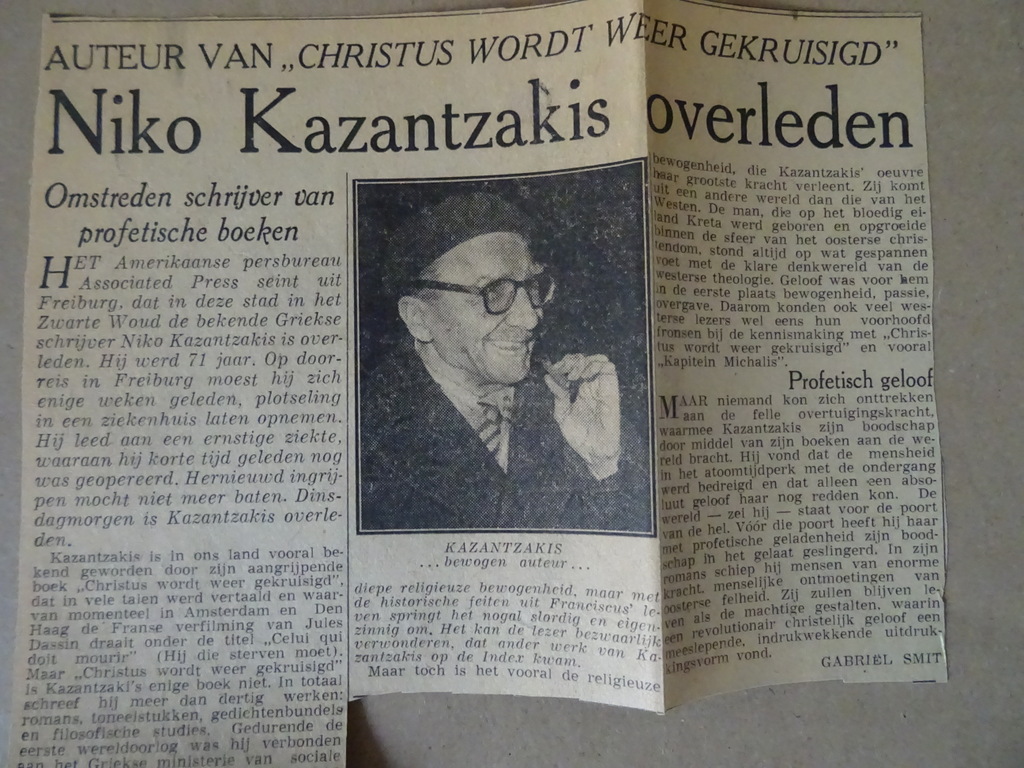 AUTEUR VAN „CHRISTUS WORDT WEER GEKRUISIGD”
Niko Kazantzakis overleden
Omstreden schrijver van
profetische boeken
HET Amerikaanse persbureau
Associated Press seint uit
Freiburg, dat in deze stad in het
Zwarte Woud de bekende Griekse
schrijver Niko Kazantzakis is over-
leden. Hij werd 71 jaar. Op door-
reis in Freiburg moest hij zich
enige weken geleden, plotseling
in een ziekenhuis laten opnemen.
Hij leed aan een ernstige ziekte,
waaraan hij korte tijd geleden nog
was geopereerd. Hernieuwd ingrij-
pen mocht niet meer baten. Dins-
dagmorgen is Kazantzakis overle-
den.
Kazantzakis is in ons land vooral be-
kend geworden door zijn aangrijpende
boek „Christus wordt weer gekruisigd”,
dat in vele talen werd vertaald en waar-
van momenteel in Amsterdam en Den
Haag de Franse verfilming van Jules
Dassin draait onder de titel „Celui qui
doit mourir” (Hij die sterven moet).
Maar „Christus wordt weer gekruisigd”
is Kazantzaki's enige boek niet. In totaal
schreef hij meer dan dertig werken:
romans, toneelstukken, gedichtenbundels
en filosofische studies. Gedurende de
eerste wereldoorlog was hij verbonden
aan het Griekse ministerie van sociale
KAZANTZAKIS
... bewogen auteur...
diepe religieuze bewogenheid, maar met
de historische feiten uit Franciscus' le-
ven springt het nogal slordig en eigen-
zinnig om. Het kan de lezer bezwaarlijk
verwonderen, dat ander werk van Ka-
zantzakis op de Index kwam.
Maar toch is het vooral de religieuze
bewogenheid, die Kazantzakis' oeuvre
haar grootste kracht verleent. Zij komt
uit een andere wereld dan die van het
Westen. De man, die op het bloedig ei-
land Kreta werd geboren en opgroeide
binnen de sfeer van het oosterse chris-
tendom, stond altijd op wat gespannen
voet met de klare denkwereld van de
westerse theologie. Geloof was voor hem
in de eerste plaats bewogenheid, passie,
overgave. Daarom konden ook veel wes-
terse lezers wel eens hun voorhoofd
fronsen bij de kennismaking met „Chris-
tus wordt weer gekruisigd” en vooral
„Kapitein Michalis”.
Profetisch geloof
MAAR niemand kon zich onttrekken
aan de felle overtuigingskracht,
waarmee Kazantzakis zijn boodschap
door middel van zijn boeken aan de we-
reld bracht. Hij vond dat de mensheid
in het atoomtijdperk met de ondergang
werd bedreigd en dat alleen een abso-
luut geloof haar nog redden kon. De
wereld — zei hij — staat voor de poort
van de hel. Vóór die poort heeft hij haar
met profetische geladenheid zijn bood-
schap in het gelaat geslingerd. In zijn
romans schiep hij mensen van enorme
kracht, menselijke ontmoetingen van
oosterse felheid. Zij zullen blijven le-
ven als de machtige gestalten, waarin
een revolutionair christelijk geloof een
meeslepende, indrukwekkende uitdruk-
kingsvorm vond.
GABRIËL SMIT